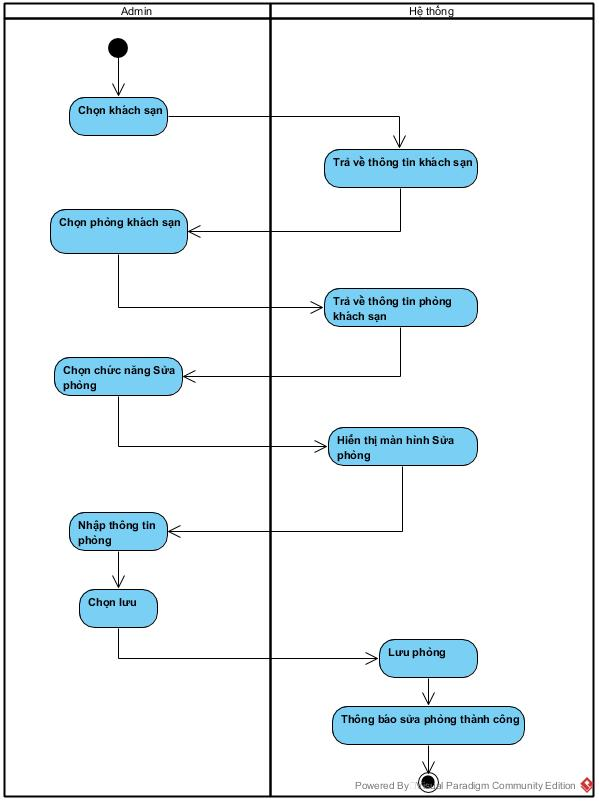 Admin
Hệ thống
Chọn khách sạn
Trả về thông tin khách sạn
Chọn phòng khách sạn
Trả về thông tin phòng
khách sạn
Chọn chức năng Sửa
phòng
Hiển thị màn hình Sửa
phòng
Nhập thông tin
phòng
Chọn lưu
Lưu phòng
Thông báo sửa phòng thành công
Powered By Visual Paradigm Community Edition